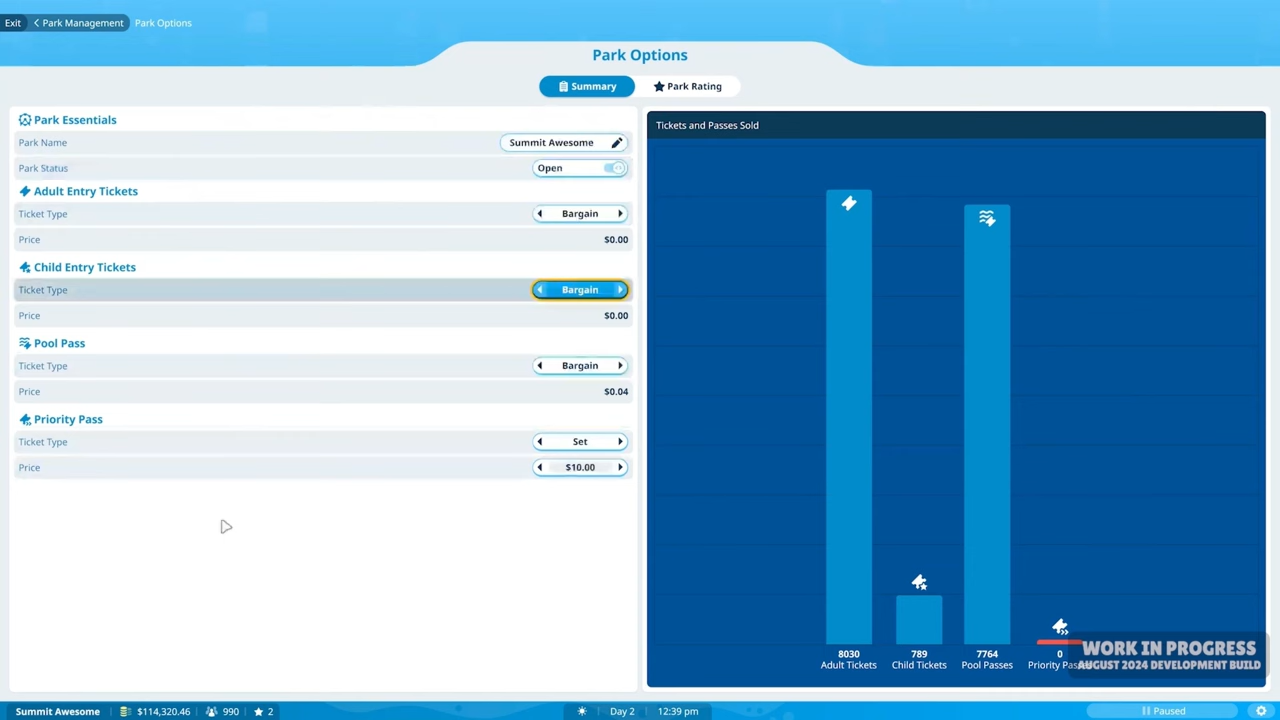 Exit
Park Management
Park Options
Park Options
Summary
Park Rating
Park Essentials
Park Name
Summit Awesome
Park Status
Open
Adult Entry Tickets
Ticket Type
Bargain
Price
$0.00
Child Entry Tickets
Ticket Type
Bargain
Price
$0.00
Pool Pass
Ticket Type
Bargain
Price
$0.04
Priority Pass
Ticket Type
Set
Price
$10.00
Tickets and Passes Sold
8030
Adult Tickets
789
Child Tickets
7764
Pool Passes
0
Priority
WORK IN PROGRESS
AUGUST 2024 DEVELOPMENT BUILD
Summit Awesome
$114,320.46
990
2
Day 2
12:39 pm
Paused